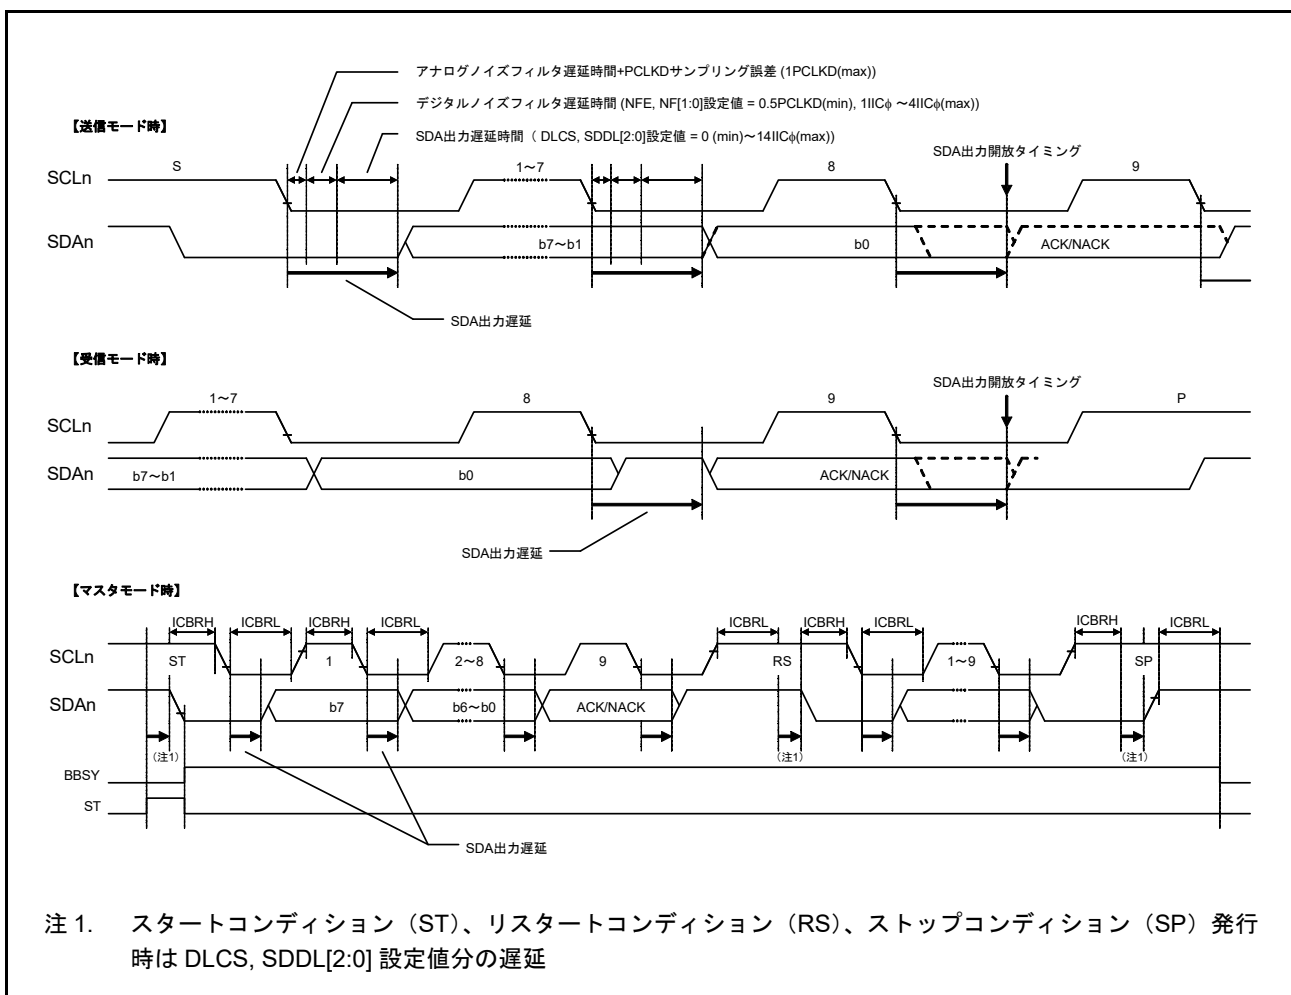 アナログノイズフィルタ遅延時間+PCLKDサンプリング誤差 (1PCLKD(max))
デジタルノイズフィルタ遅延時間 (NFE, NF[1:0]設定値 = 0.5PCLKD(min), 1IICφ ～4IICφ(max))
【送信モード時】
SDA出力遅延時間（ DLCS, SDDL[2:0]設定値 = 0 (min)～14IICφ(max))
SDA出力開放タイミング
S 1～7 8 9
SCLn
SDAn b7～b1 b0 ACK/NACK
SDA出力遅延
【受信モード時】
SDA出力開放タイミング
1～7 8 9 P
SCLn
SDAn b7～b1 b0 ACK/NACK
SDA出力遅延
【マスタモード時】
ICBRH ICBRL ICBRH ICBRL ICBRL ICBRH ICBRL ICBRH ICBRL
SCLn ST 1 2～8 9 RS 1～9 SP
SDAn b7 b6～b0 ACK/NACK
（注1） （注1） （注1）
BBSY
ST
SDA出力遅延
注 1. スタートコンディション（ST）、リスタートコンディション（RS）、ストップコンディション（SP）発行
時は DLCS, SDDL[2:0] 設定値分の遅延